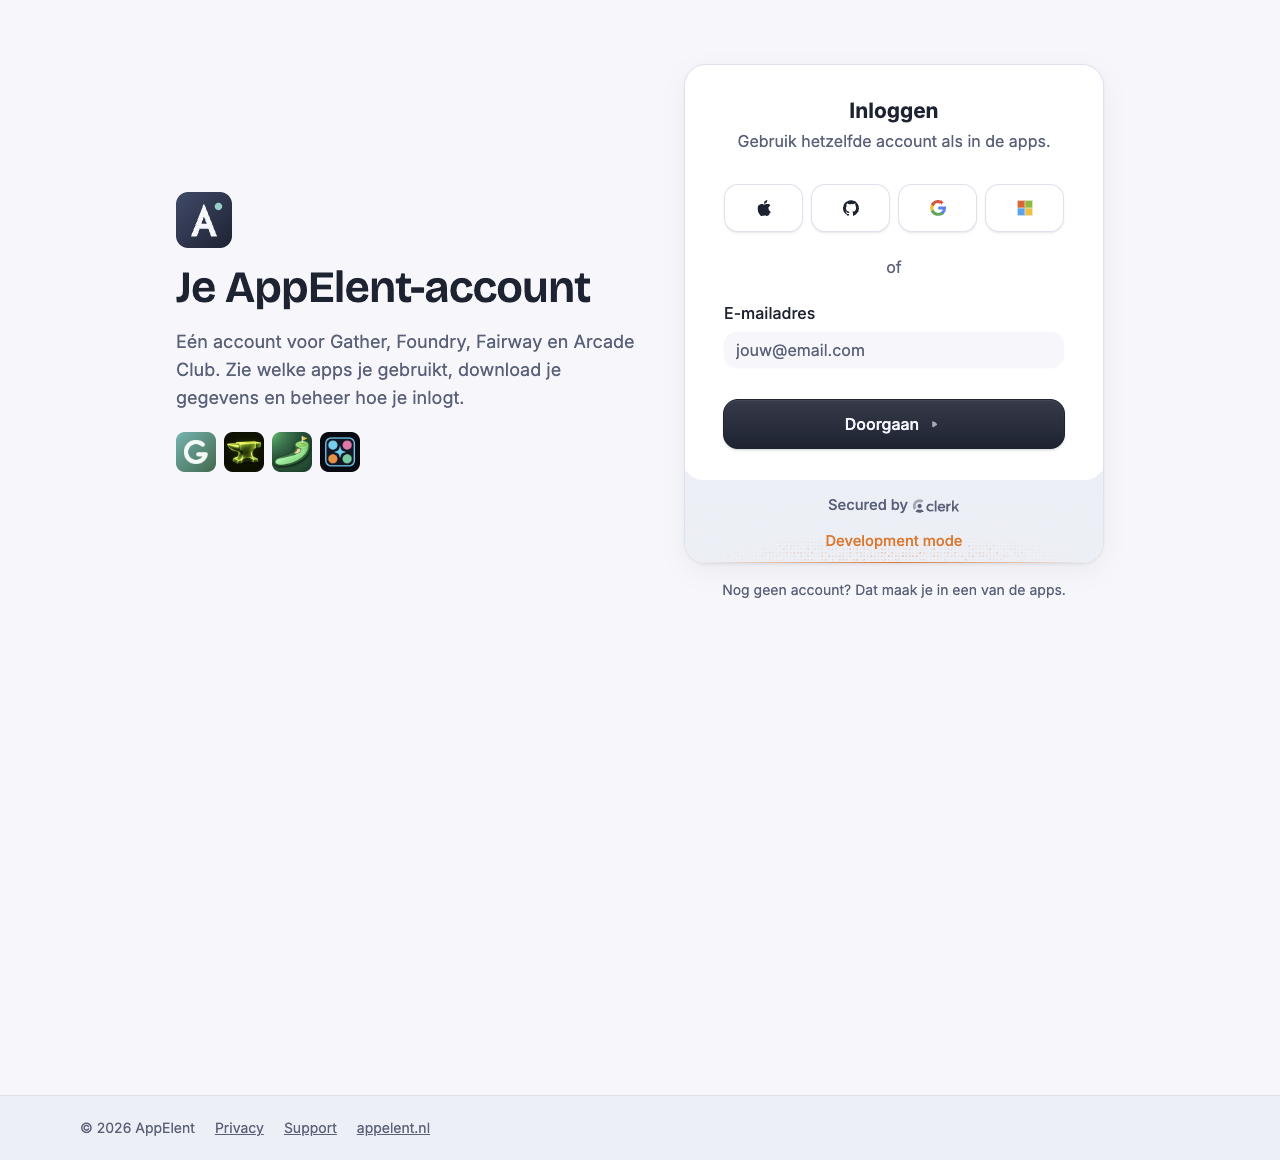 Je AppElent-account
Eén account voor Gather, Foundry, Fairway en Arcade
Club. Zie welke apps je gebruikt, download je
gegevens en beheer hoe je inlogt.
Inloggen
Gebruik hetzelfde account als in de apps.
of
E-mailadres
jouw@email.com
Doorgaan
Secured by clerk
Development mode
Nog geen account? Dat maak je in een van de apps.
© 2026 AppElent Privacy Support appelent.nl